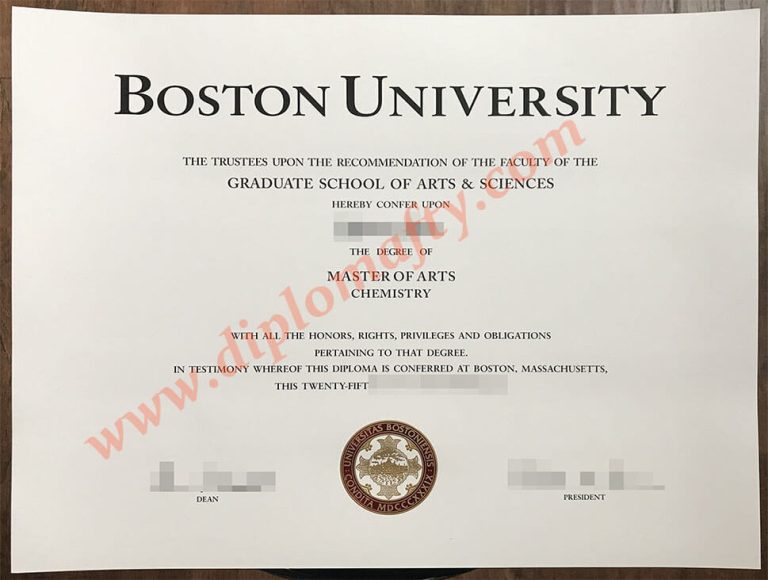 BOSTON UNIVERSITY
THE TRUSTEES UPON THE RECOMMENDATION OF THE FACULTY OF THE
GRADUATE SCHOOL OF ARTS & SCIENCES
HEREBY CONFER UPON
THE DEGREE OF
MASTER OF ARTS
CHEMISTRY
WITH ALL THE HONORS, RIGHTS, PRIVILEGES AND OBLIGATIONS
PERTAINING TO THAT DEGREE.
IN TESTIMONY WHEREOF THIS DIPLOMA IS CONFERRED AT BOSTON, MASSACHUSETTS,
THIS TWENTY-FIFT
UNIVERSITAS BOSTONIENSIS
CONDITA MDCCCXXXIX
DEAN
PRESIDENT
www.diplomafty.com